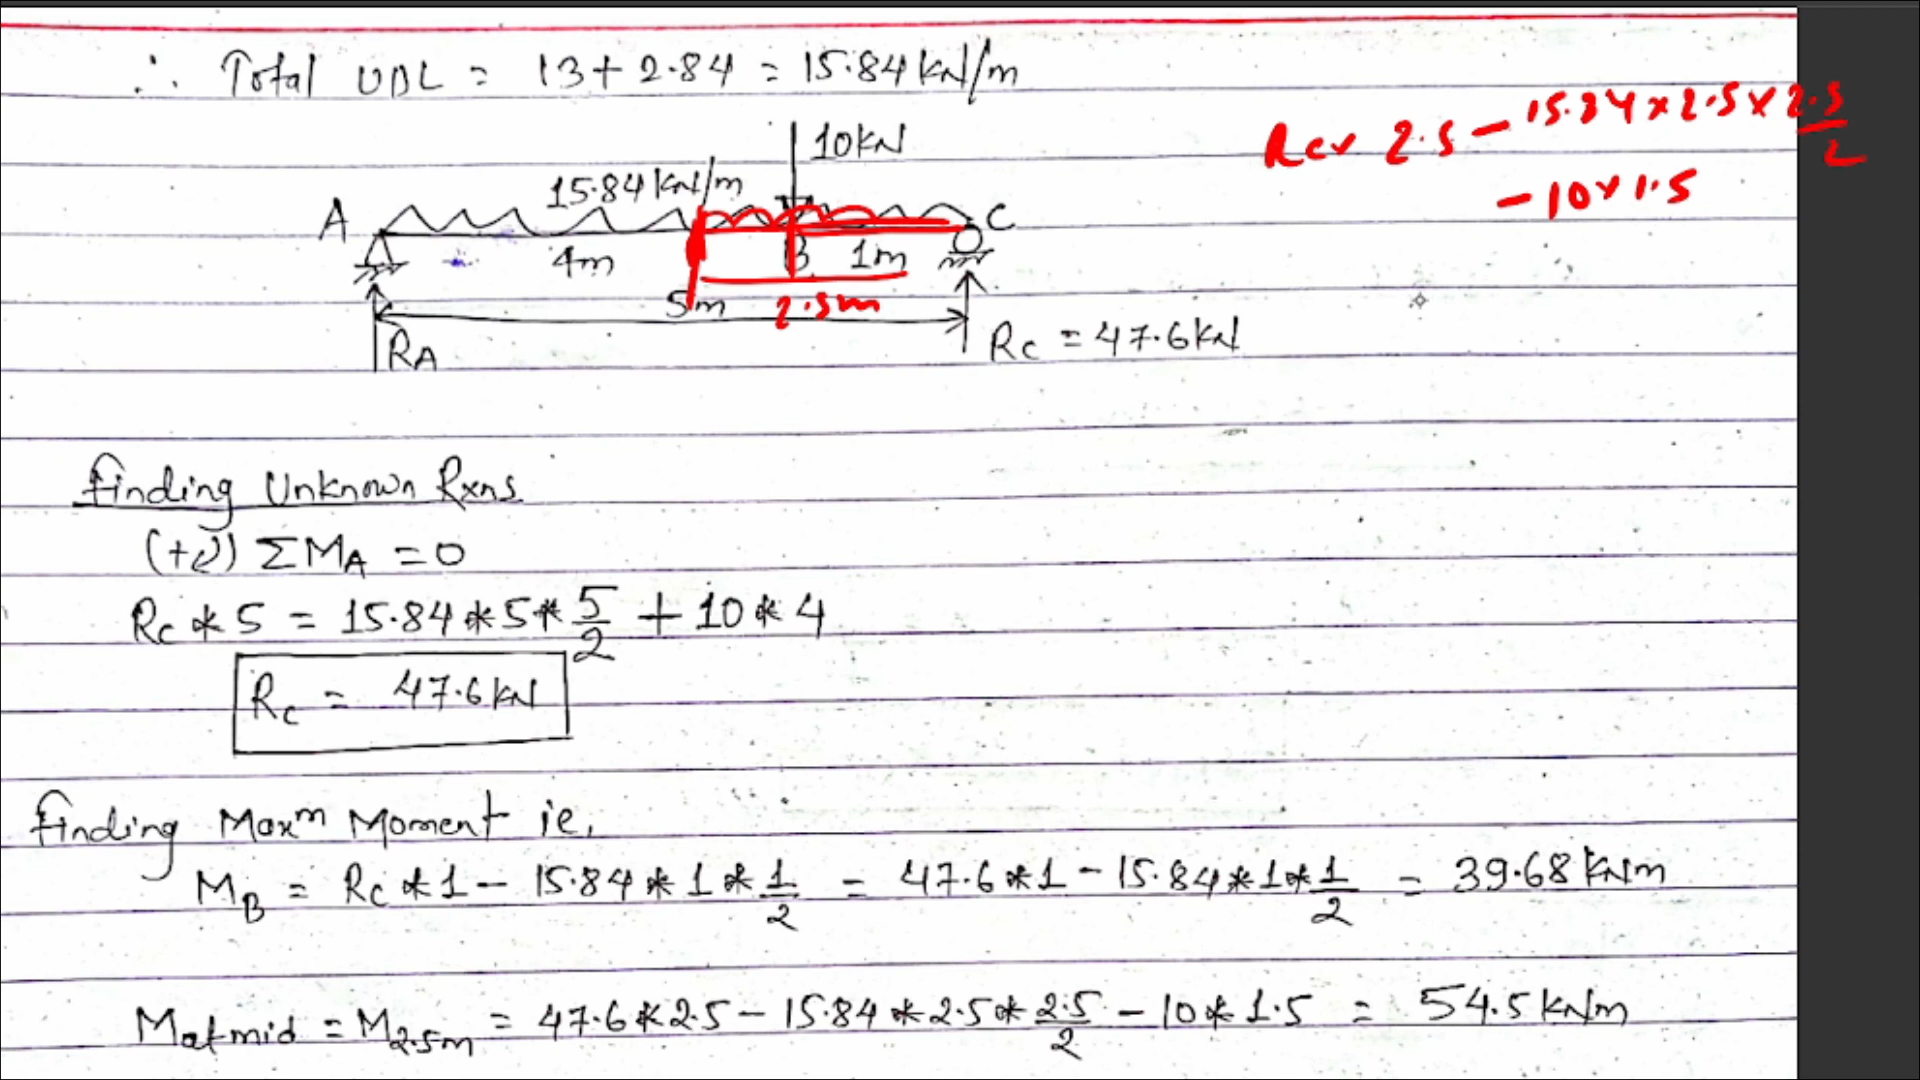 ∴ Total UDL = 13 + 2.84 = 15.84 kN/m
Rc× 2.5 - 15.84 × 2.5 × 2.5/2
- 10 × 1.5
10kN
15.84 kN/m
A
C
4m
B
1m
5m
2.5m
RA
Rc = 47.6kN
Finding Unknown Rxns
(+↻) ΣMA = 0
Rc * 5 = 15.84 * 5 * 5/2 + 10 * 4
Rc = 47.6 kN
Finding Maxm Moment ie,
MB = Rc * 1 - 15.84 * 1 * 1/2 = 47.6 * 1 - 15.84 * 1 * 1/2 = 39.68 kNm
Mat mid = M2.5m = 47.6 * 2.5 - 15.84 * 2.5 * 2.5/2 - 10 * 1.5 = 54.5 kNm